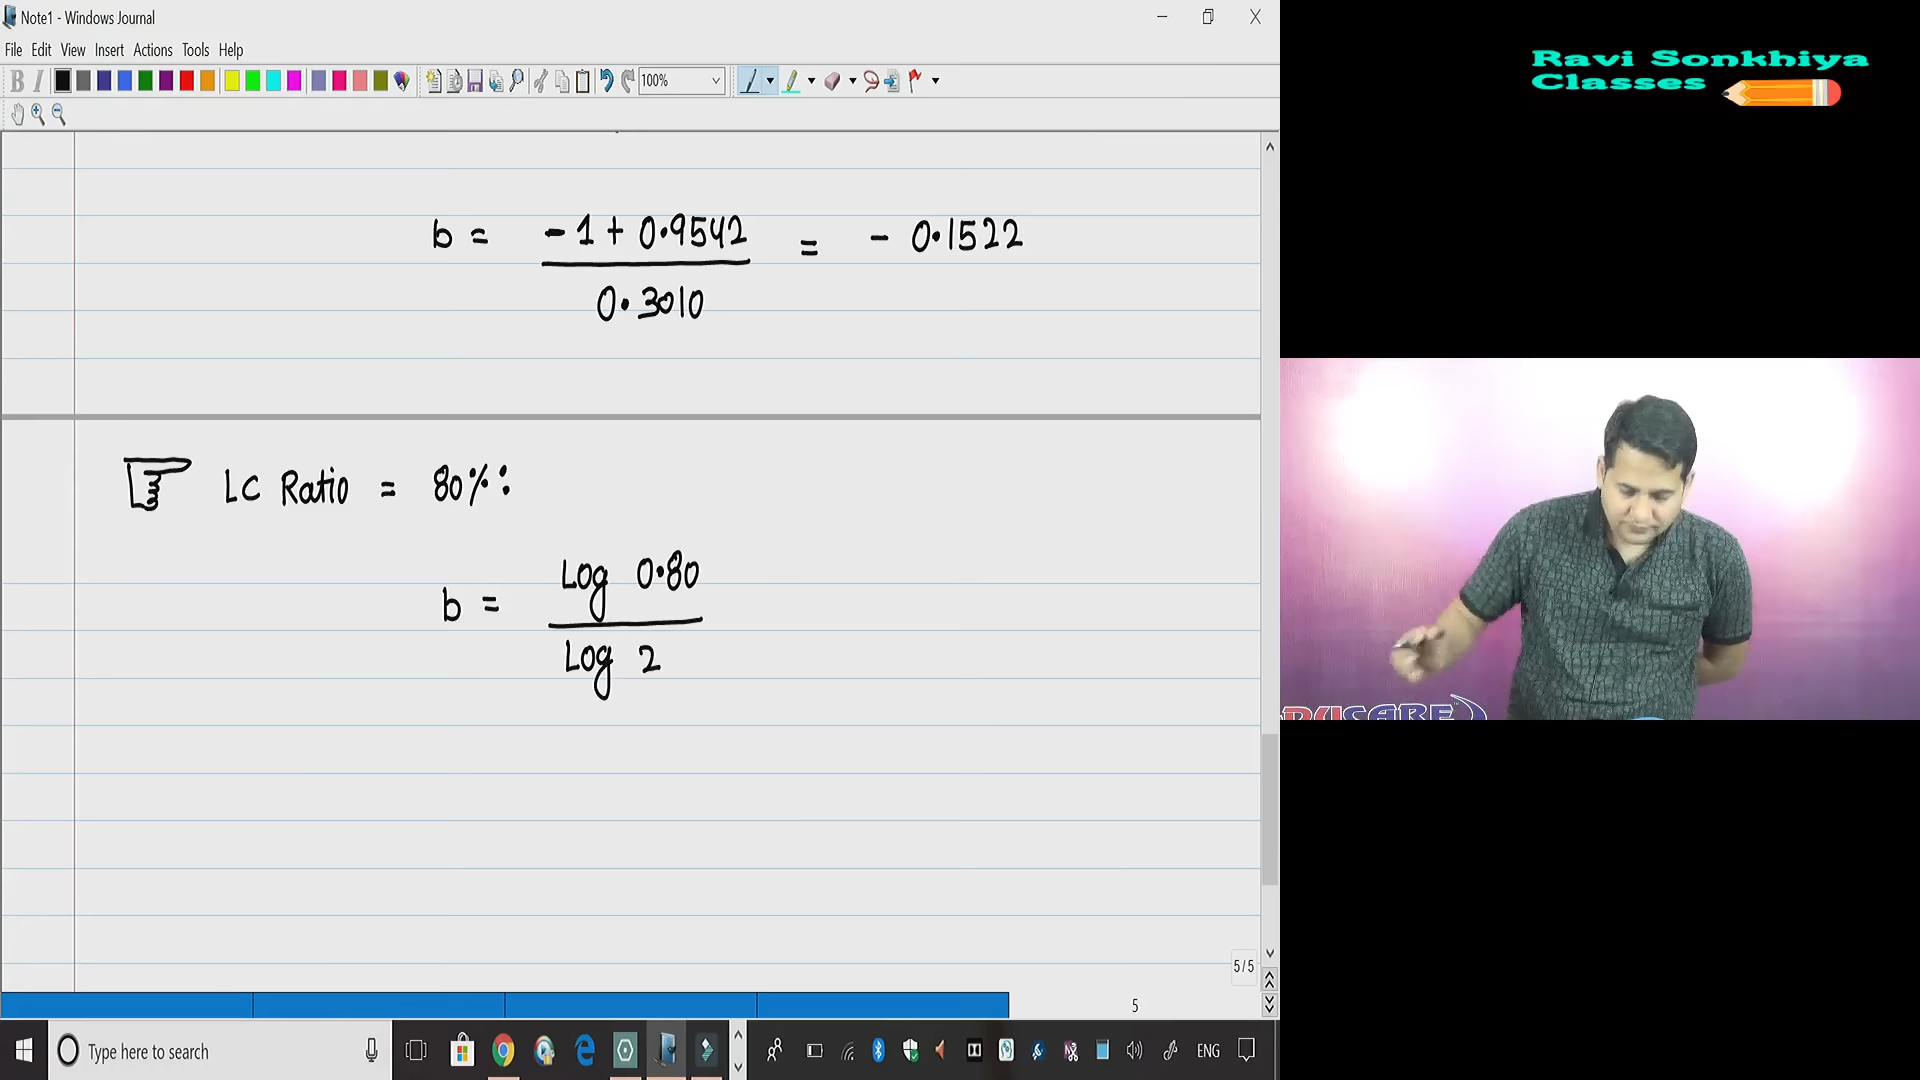 Note1 - Windows Journal
File Edit View Insert Actions Tools Help
B I 100%
b = -1 + 0.9542 / 0.3010 = - 0.1522
LC Ratio = 80% :
b = Log 0.80 / Log 2
5/5
5
Type here to search
ENG
Ravi Sonkhiya
Classes